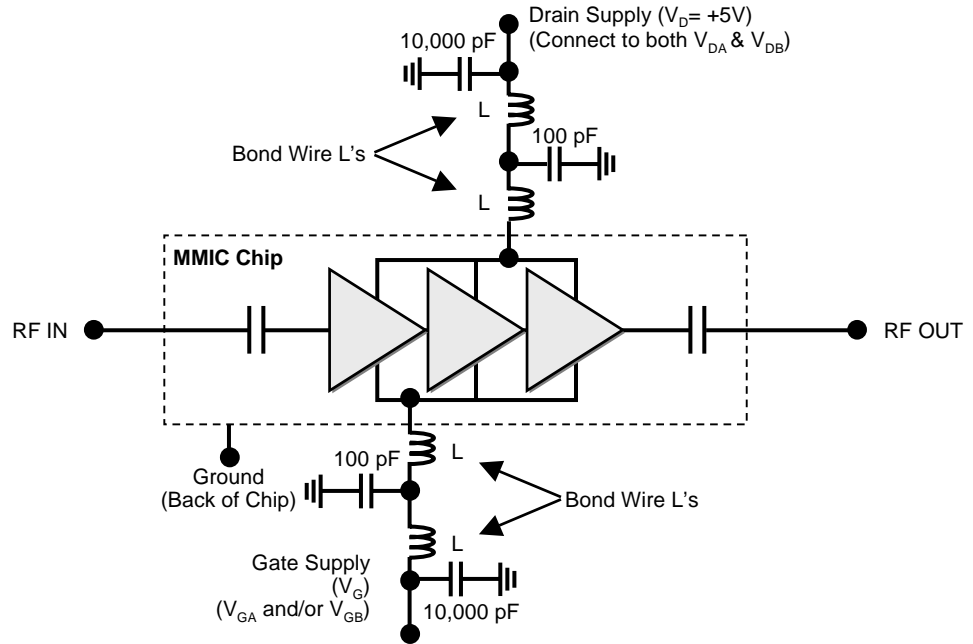 Drain Supply (V_D= +5V)
(Connect to both V_DA & V_DB)
10,000 pF
L
100 pF
Bond Wire L's
L
MMIC Chip
RF IN
RF OUT
Ground
(Back of Chip)
100 pF
L
Bond Wire L's
L
Gate Supply
(V_G)
(V_GA and/or V_GB)
10,000 pF